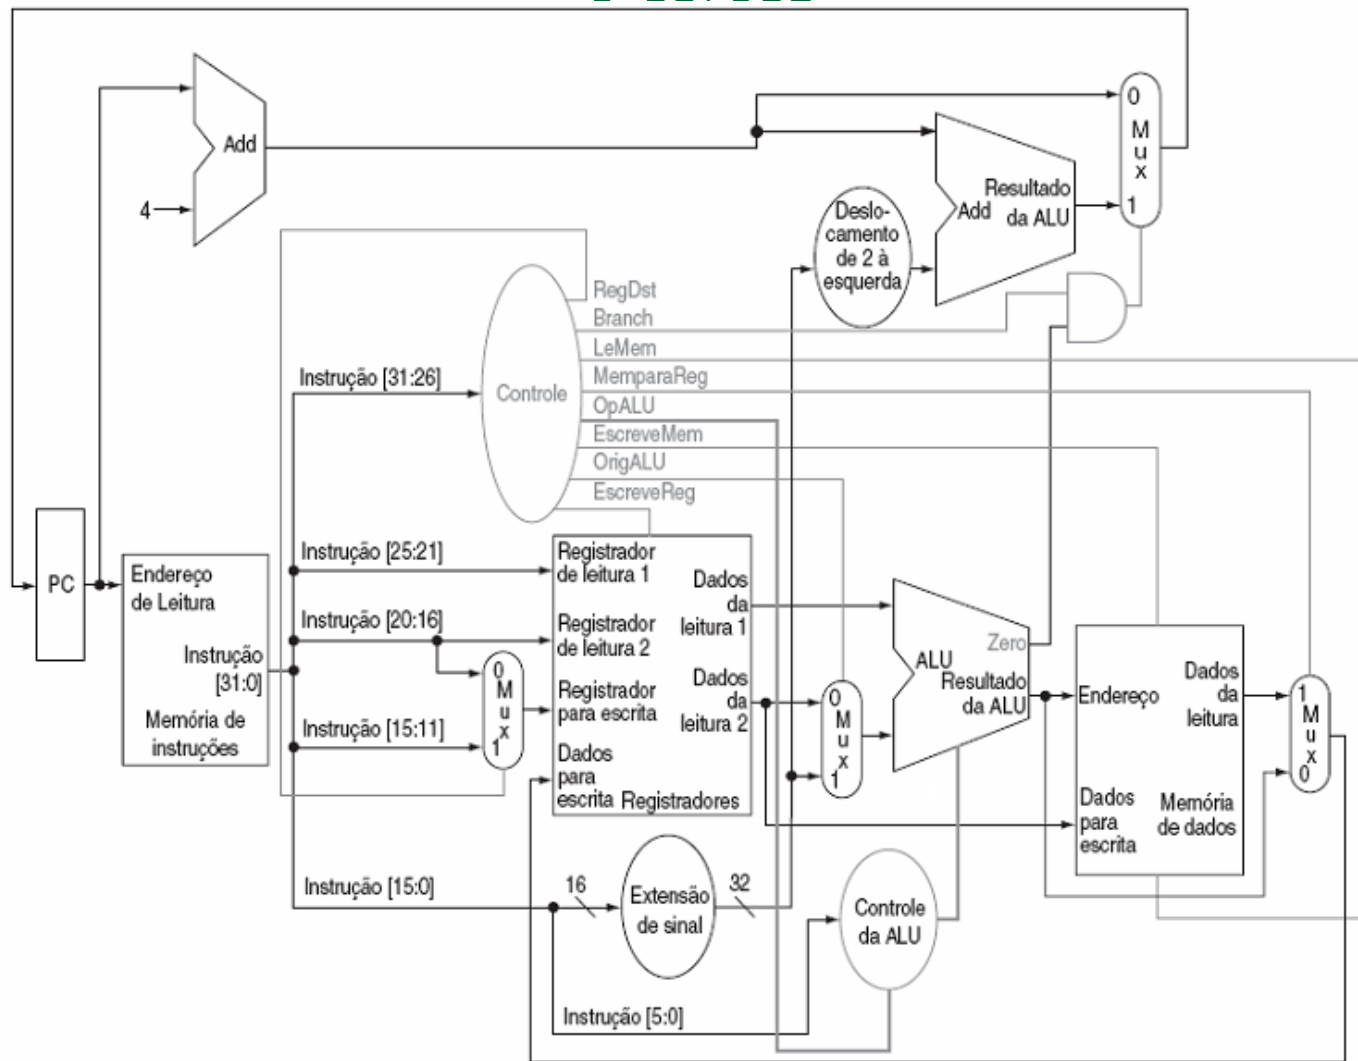 0
M
u
x
1
Add
4
Deslo-
camento
de 2 à
esquerda
Add
Resultado
da ALU
RegDst
Branch
LeMem
MemparaReg
OpALU
EscreveMem
OrigALU
EscreveReg
Controle
Instrução [31:26]
Instrução [25:21]
Instrução [20:16]
Instrução [15:11]
Instrução [15:0]
Instrução [5:0]
PC
Endereço
de Leitura
Instrução
[31:0]
Memória de
instruções
0
M
u
x
1
Registrador
de leitura 1
Registrador
de leitura 2
Registrador
para escrita
Dados
para
escrita
Registradores
Dados
da
leitura 1
Dados
da
leitura 2
0
M
u
x
1
Zero
ALU
Resultado
da ALU
Endereço
Dados
da
leitura
Dados
para
escrita
Memória
de dados
1
M
u
x
0
16
Extensão
de sinal
32
Controle
da ALU